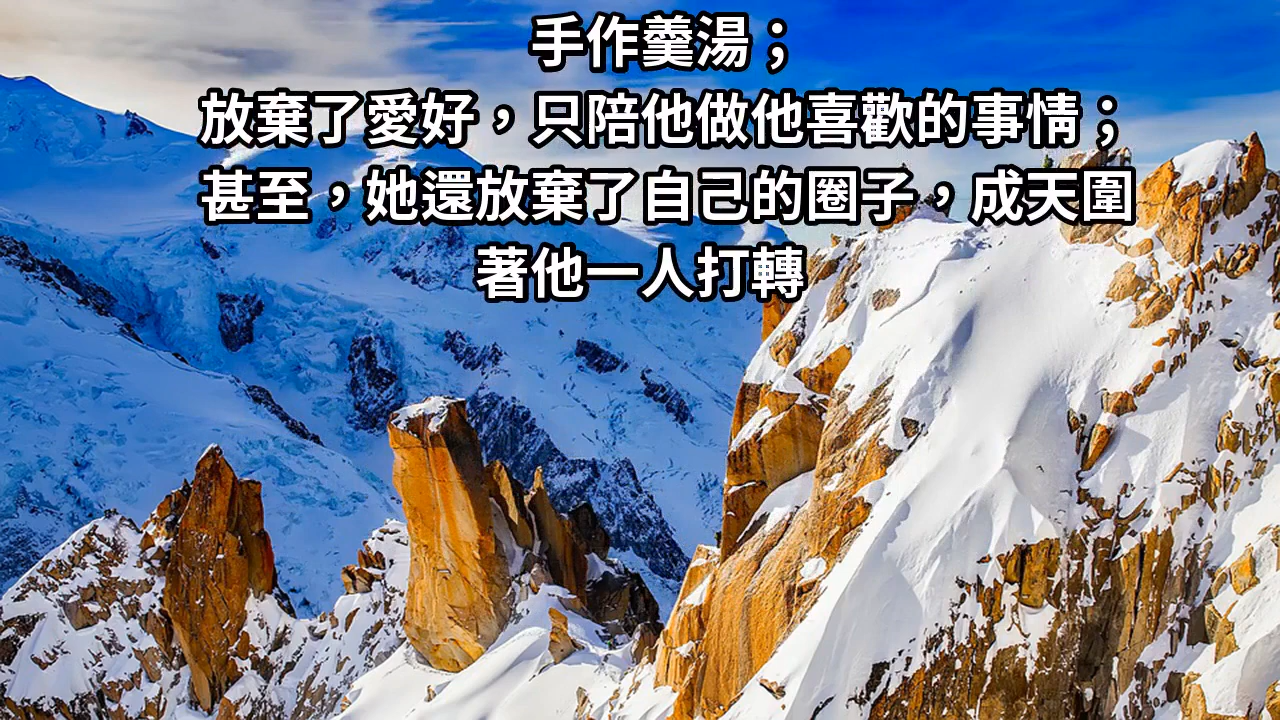 手作羹湯；
放棄了愛好，只陪他做他喜歡的事情；
甚至，她還放棄了自己的圈子，成天圍
著他一人打轉